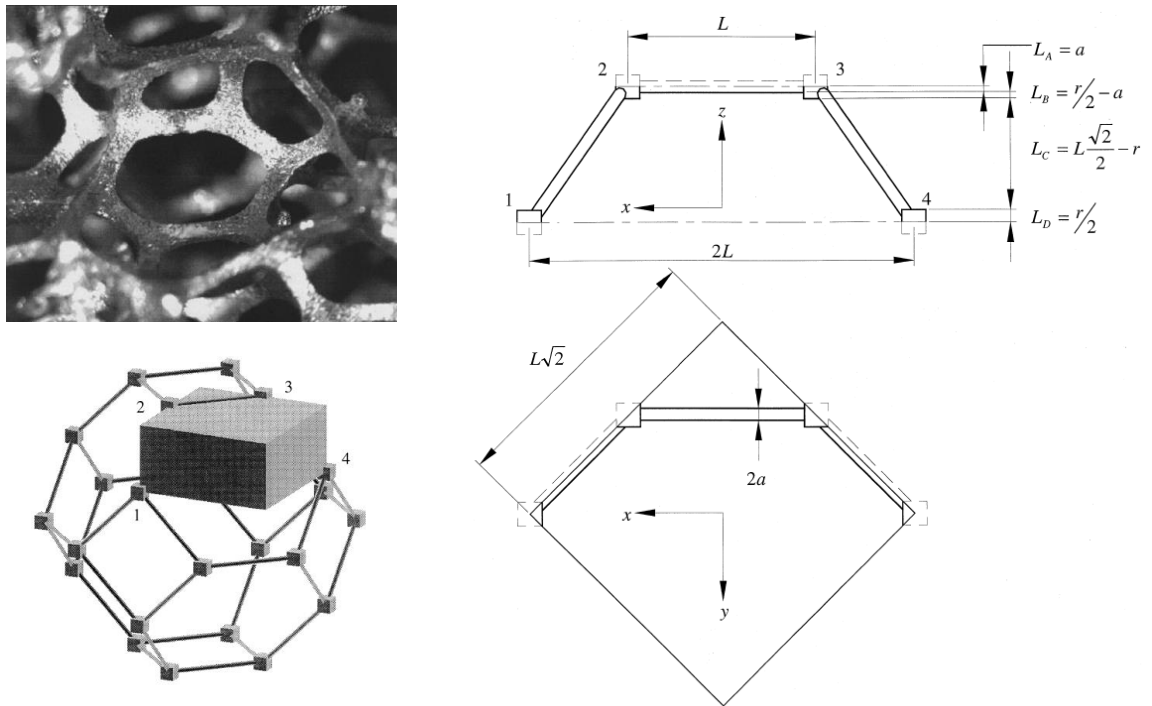 L
2
3
L_A = a
L_B = r/2 − a
z
L_C = L √2/2 − r
1
x
4
L_D = r/2
2L
L√2
3
2
4
1
2a
x
y